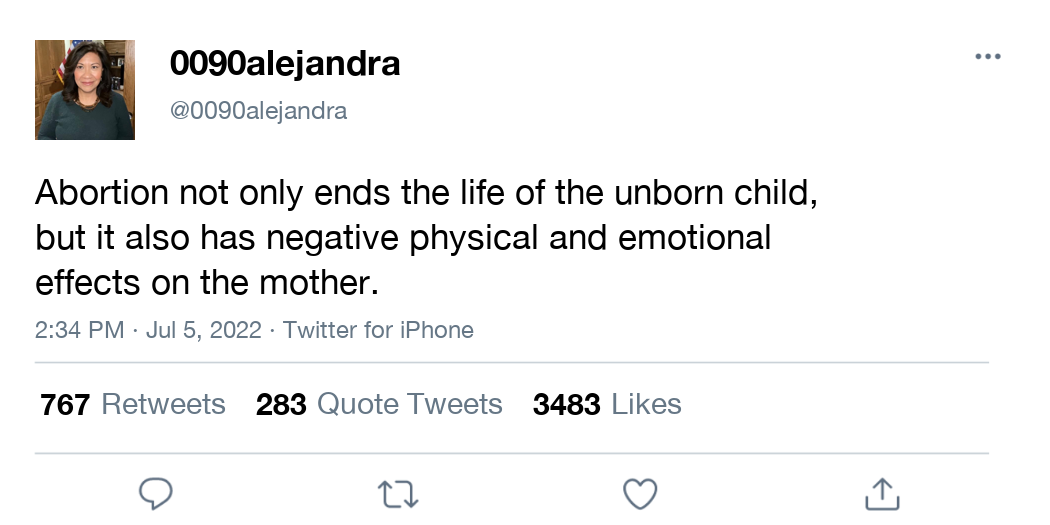 0090alejandra
@0090alejandra
Abortion not only ends the life of the unborn child,
but it also has negative physical and emotional
effects on the mother.
2:34 PM · Jul 5, 2022 · Twitter for iPhone
767 Retweets 283 Quote Tweets 3483 Likes